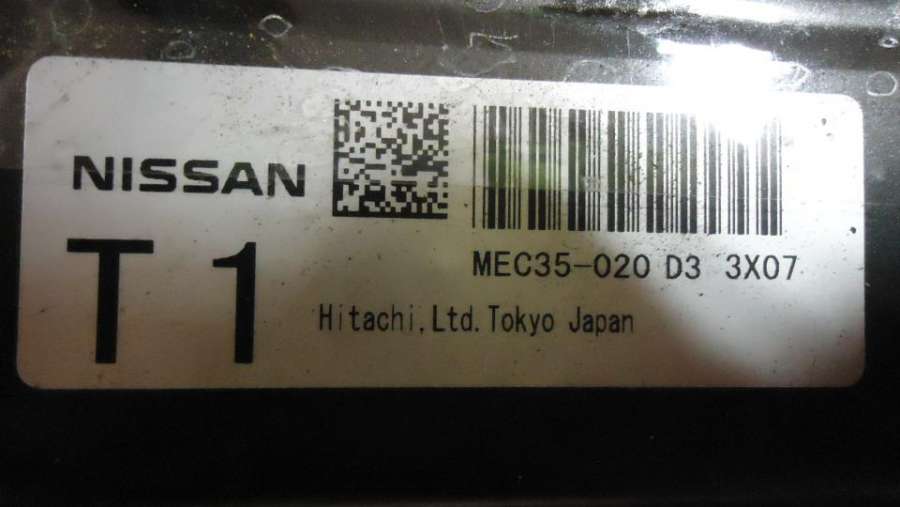 NISSAN
T1
MEC35-020 D3 3X07
Hitachi,Ltd.Tokyo Japan